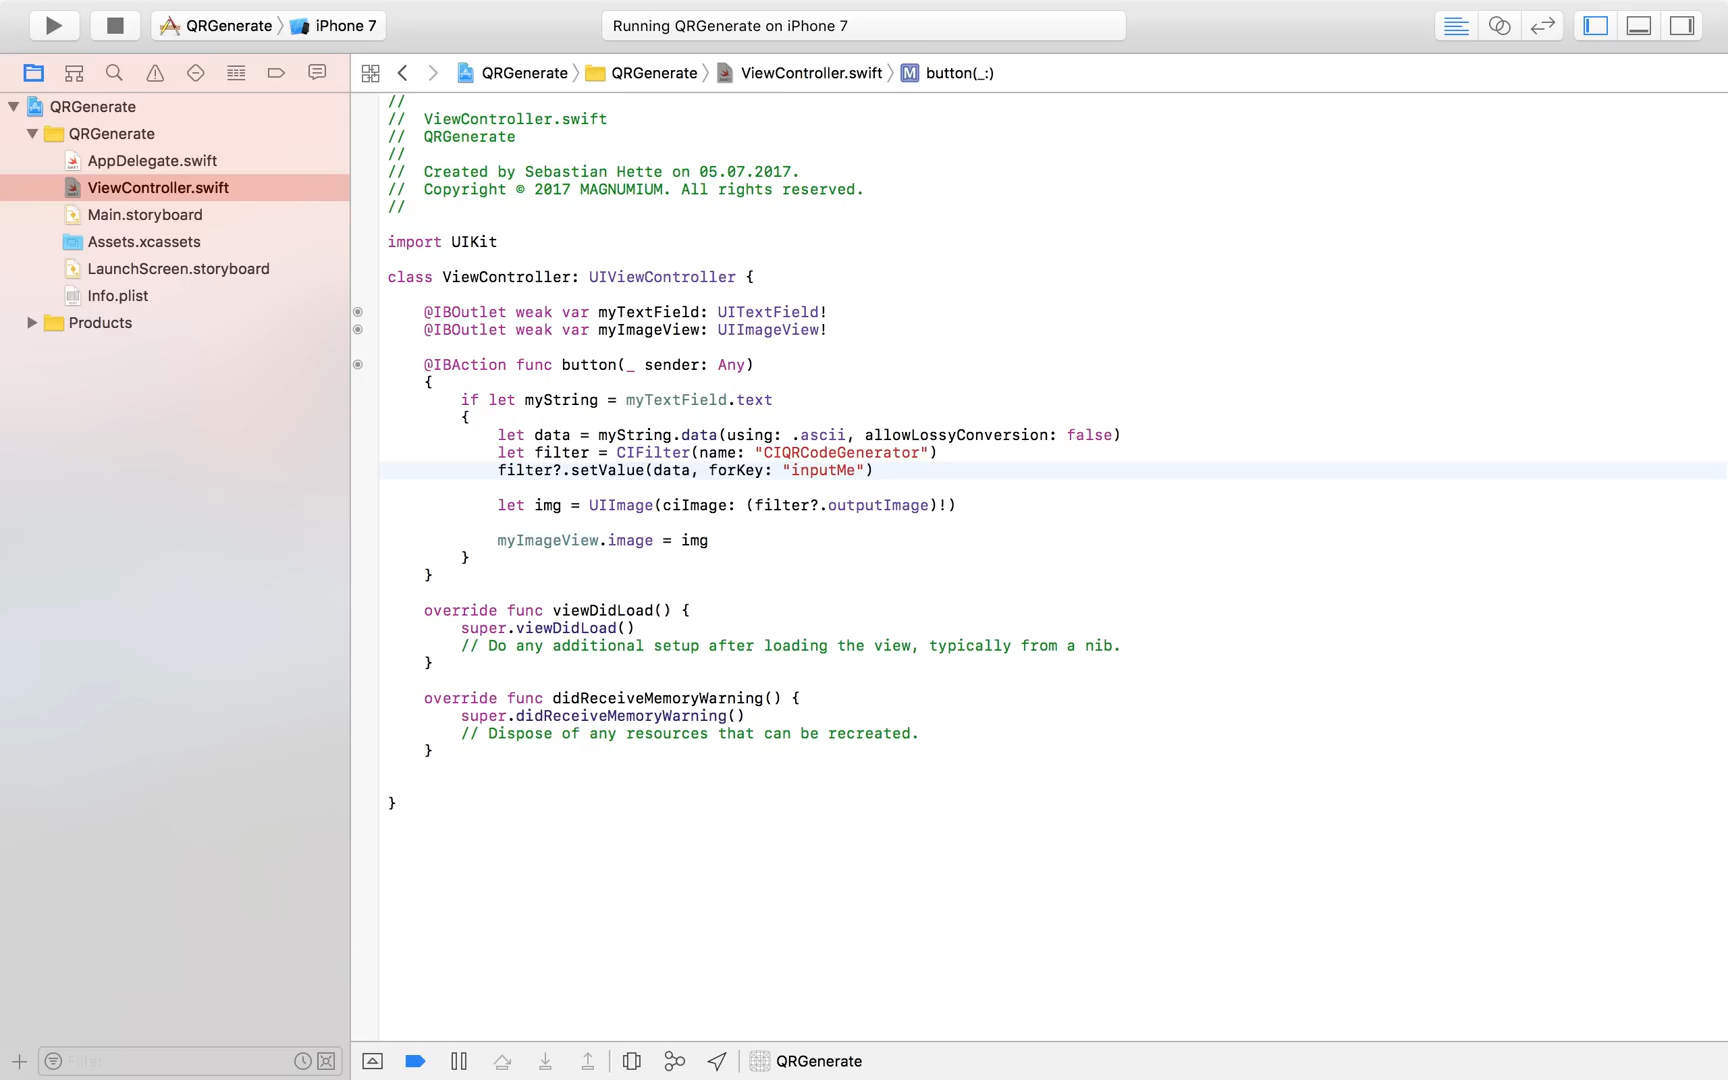 QRGenerate iPhone 7
Running QRGenerate on iPhone 7
QRGenerate QRGenerate ViewController.swift M button(_:)
QRGenerate
QRGenerate
AppDelegate.swift
ViewController.swift
Main.storyboard
Assets.xcassets
LaunchScreen.storyboard
Info.plist
Products
//
// ViewController.swift
// QRGenerate
//
// Created by Sebastian Hette on 05.07.2017.
// Copyright © 2017 MAGNUMIUM. All rights reserved.
//
import UIKit
class ViewController: UIViewController {
@IBOutlet weak var myTextField: UITextField!
@IBOutlet weak var myImageView: UIImageView!
@IBAction func button(_ sender: Any)
{
if let myString = myTextField.text
{
let data = myString.data(using: .ascii, allowLossyConversion: false)
let filter = CIFilter(name: "CIQRCodeGenerator")
filter?.setValue(data, forKey: "inputMe")
let img = UIImage(ciImage: (filter?.outputImage)!)
myImageView.image = img
}
}
override func viewDidLoad() {
super.viewDidLoad()
// Do any additional setup after loading the view, typically from a nib.
}
override func didReceiveMemoryWarning() {
super.didReceiveMemoryWarning()
// Dispose of any resources that can be recreated.
}
}
Filter
QRGenerate